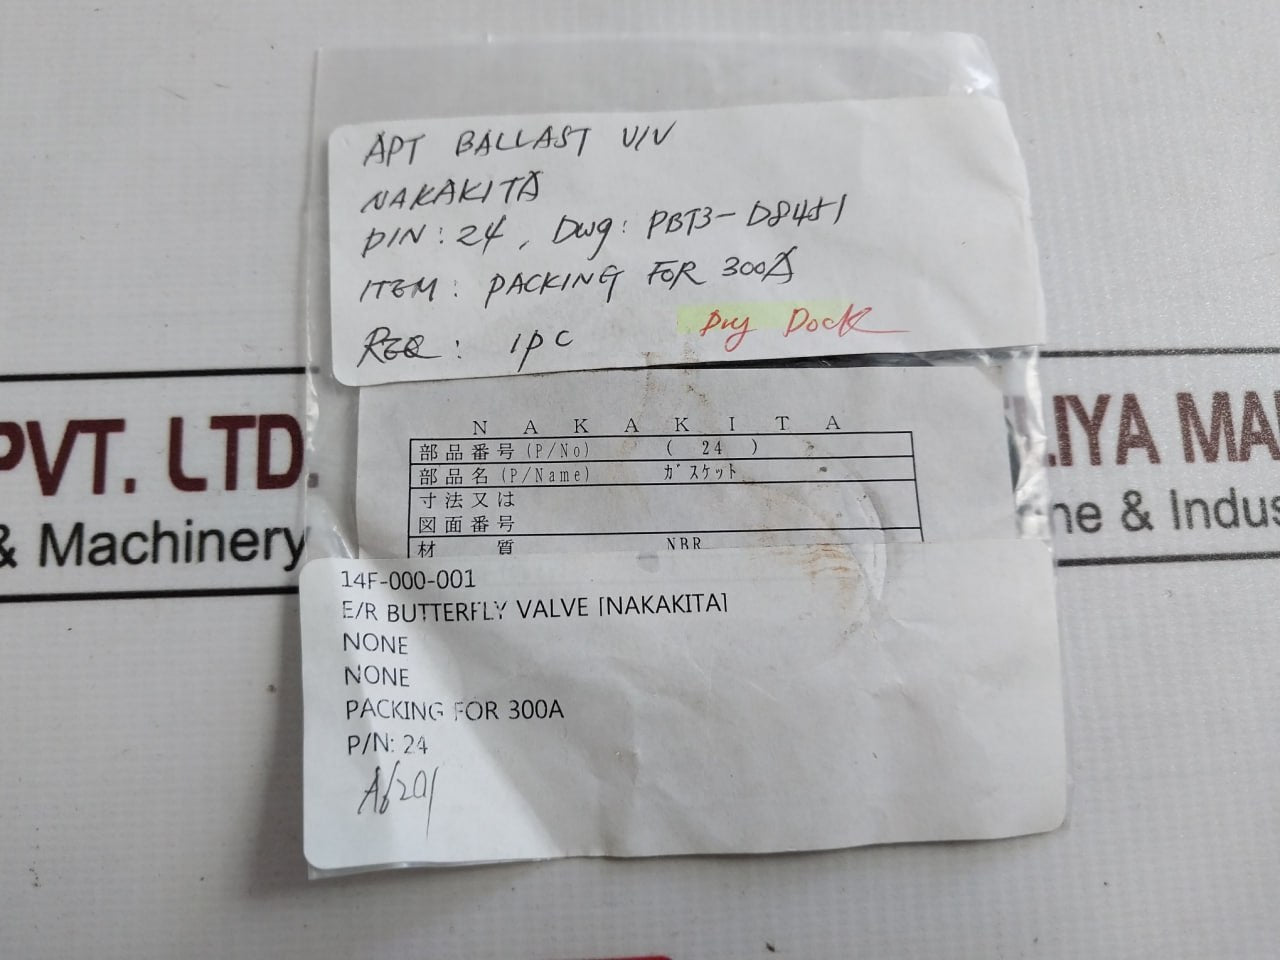 APT BALLAST V/V
NAKAKITA
P/N: 24, Dwg: PBT3-D8451
ITEM: PACKING FOR 300A
REQ: 1PC
Dry Dock
NAKAKITA
部品番号(P/No) ( 24 )
部品名(P/Name) ガスケット
寸法又は
図面番号
材 質 NBR
PVT. LTD.
& Machinery
LIYA MA
ne & Indus
14F-000-001
E/R BUTTERFLY VALVE [NAKAKITA]
NONE
NONE
PACKING FOR 300A
P/N: 24